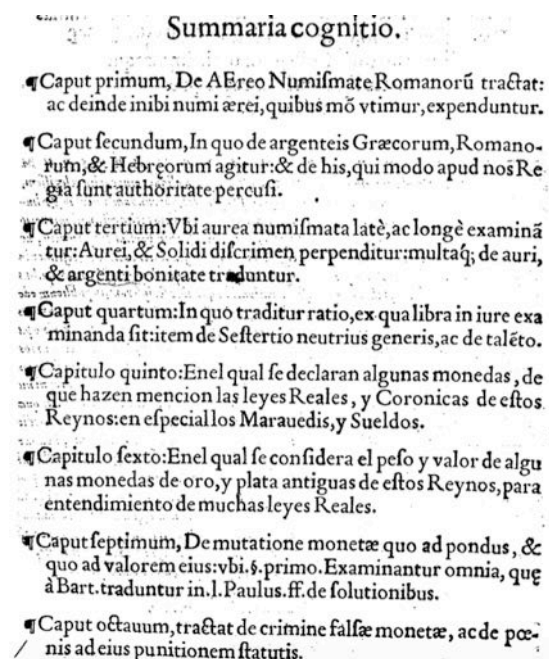 Summaria cognitio.
¶Caput primum, De AEreo Numiſmate Romanorū tractat:
ac deinde inibi numi ærei, quibus mō vtimur, expenduntur.
¶Caput ſecundum, In quo de argenteis Græcorum, Romano-
rum, & Hebręorum agitur: & de his, qui modo apud nos Re
gia ſunt authoritate percuſi.
¶Caput tertium: Vbi aurea numiſmata latè, ac longè examinā
tur: Aurei, & Solidi diſcrimen perpenditur: multaq́; de auri,
& argenti bonitate traduntur.
¶Caput quartum: In quo traditur ratio, ex qua libra in iure exa
minanda ſit: item de Seſtertio neutrius generis, ac de talēto.
¶Capitulo quinto: Enel qual ſe declaran algunas monedas, de
que hazen mencion las leyes Reales, y Coronicas de eſtos
Reynos: en eſpecial los Marauedis, y Sueldos.
¶Capitulo ſexto: Enel qual ſe conſidera el peſo y valor de algu
nas monedas de oro, y plata antiguas de eſtos Reynos, para
entendimiento de muchas leyes Reales.
¶Caput ſeptimum, De mutatione monetæ quo ad pondus, &
quo ad valorem eius: vbi. §. primo. Examinantur omnia, quę
à Bart. traduntur in. l. Paulus. ff. de ſolutionibus.
¶Caput octauum, tractat de crimine falſæ monetæ, ac de pœ-
nis ad eius punitionem ſtatutis.